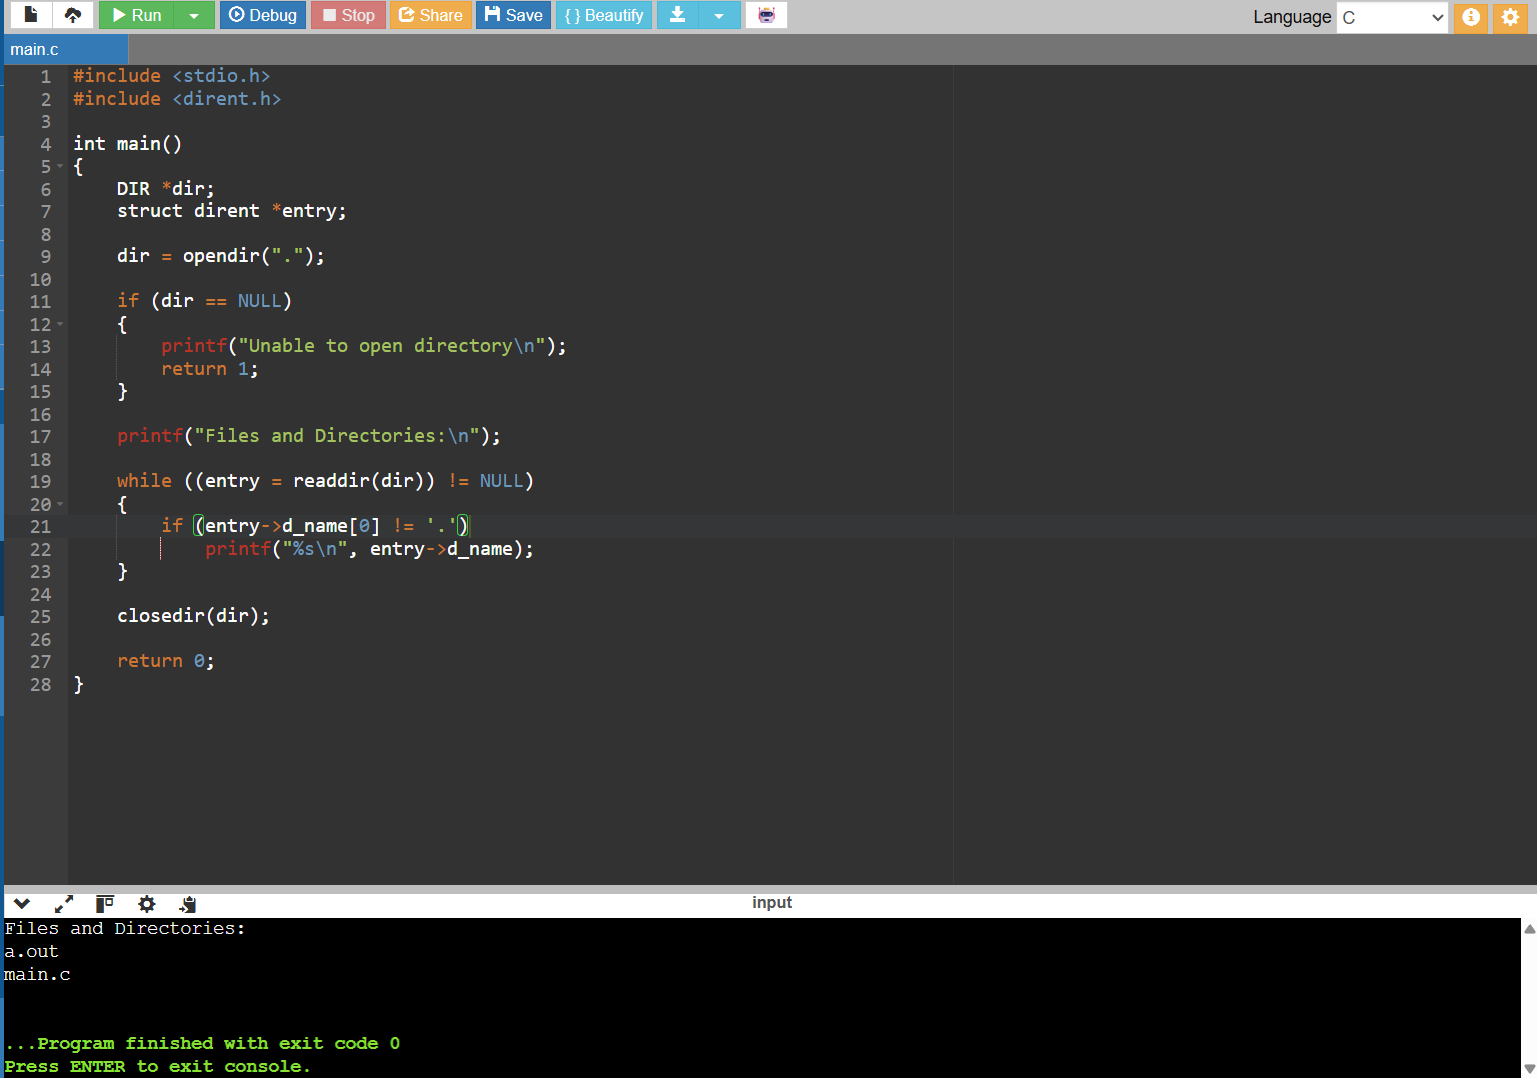 Run Debug Stop Share Save { } Beautify Language C
main.c
1 #include <stdio.h>
2 #include <dirent.h>
3
4 int main()
5 {
6     DIR *dir;
7     struct dirent *entry;
8
9     dir = opendir(".");
10
11     if (dir == NULL)
12     {
13         printf("Unable to open directory\n");
14         return 1;
15     }
16
17     printf("Files and Directories:\n");
18
19     while ((entry = readdir(dir)) != NULL)
20     {
21         if (entry->d_name[0] != '.')
22             printf("%s\n", entry->d_name);
23     }
24
25     closedir(dir);
26
27     return 0;
28 }
input
Files and Directories:
a.out
main.c
...Program finished with exit code 0
Press ENTER to exit console.